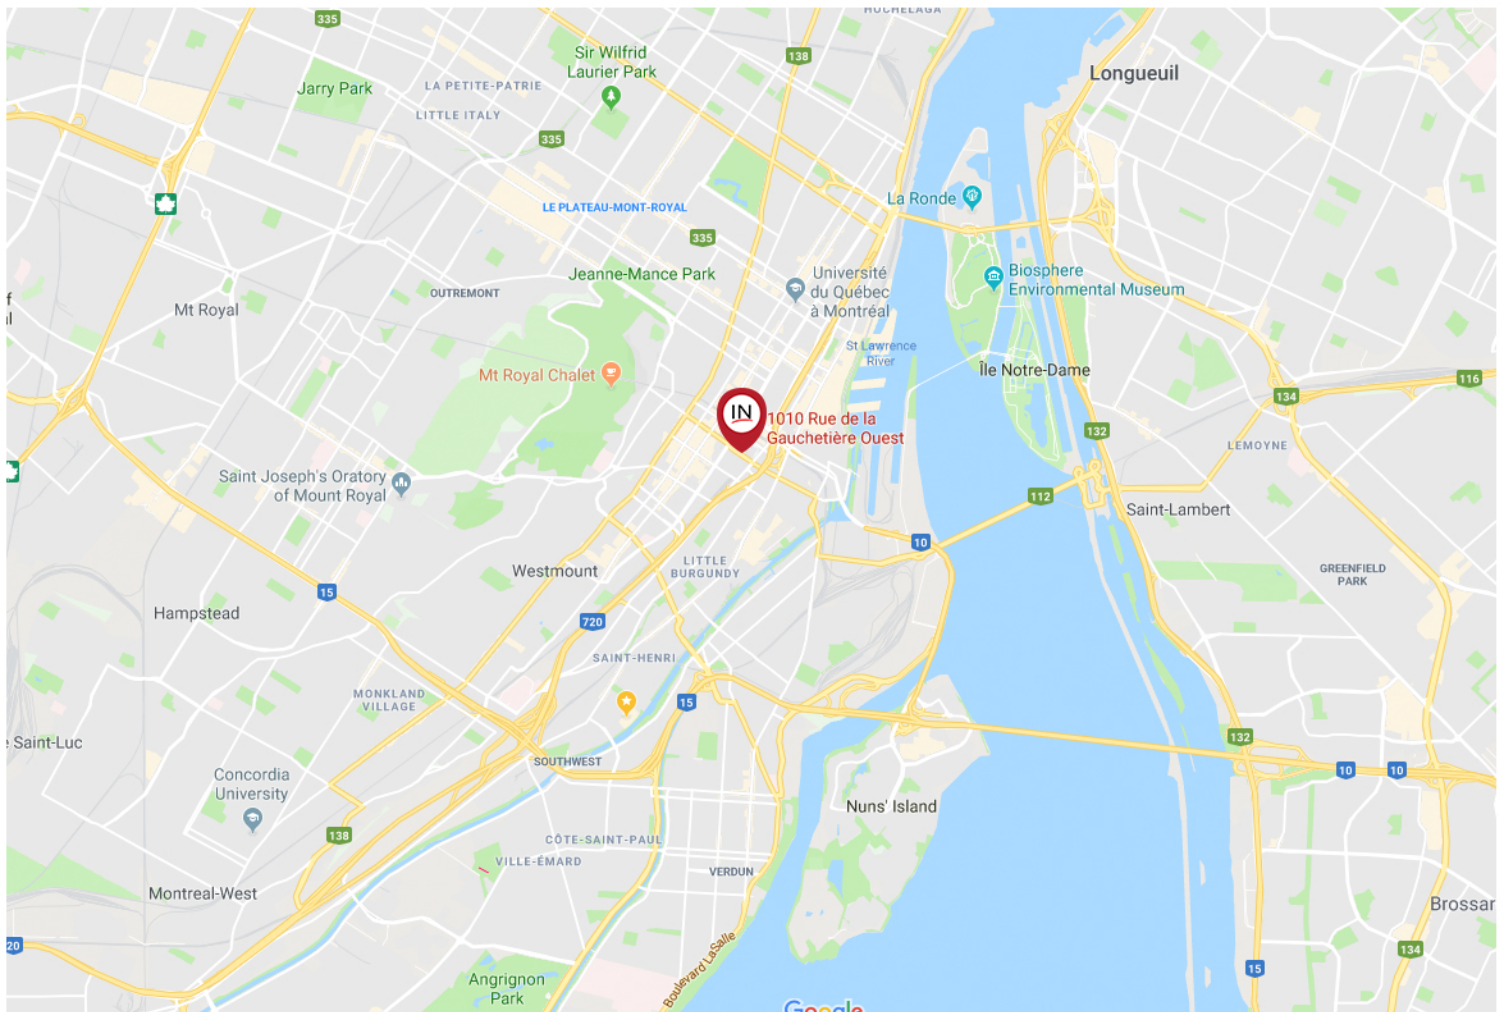 HOCHELAGA
335
138
Sir Wilfrid
Laurier Park
Longueuil
Jarry Park
LA PETITE-PATRIE
LITTLE ITALY
335
La Ronde
LE PLATEAU-MONT-ROYAL
335
Jeanne-Mance Park
Université
du Québec
à Montréal
Biosphere
Environmental Museum
OUTREMONT
Mt Royal
St Lawrence
River
Mt Royal Chalet
Île Notre-Dame
116
134
IN
1010 Rue de la
Gauchetière Ouest
132
LEMOYNE
Saint Joseph's Oratory
of Mount Royal
112
Saint-Lambert
10
LITTLE
BURGUNDY
Westmount
GREENFIELD
PARK
15
Hampstead
720
SAINT-HENRI
MONKLAND
VILLAGE
15
Saint-Luc
132
SOUTHWEST
10
10
Concordia
University
Nuns' Island
138
CÔTE-SAINT-PAUL
VILLE-ÉMARD
VERDUN
Montreal-West
Brossar
20
134
Boulevard LaSalle
15
Angrignon
Park
Google